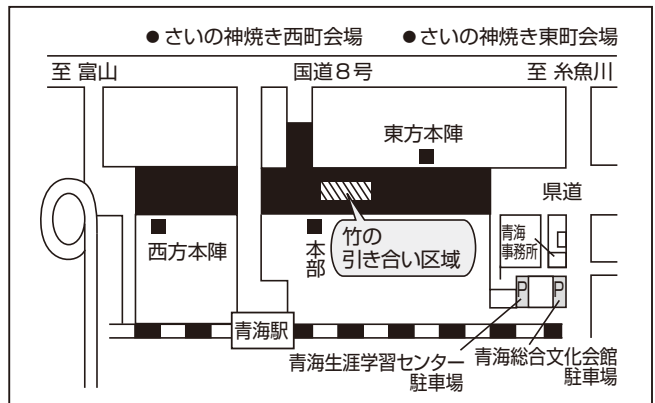 ●さいの神焼き西町会場 ●さいの神焼き東町会場
至 富山 国道8号 至 糸魚川
東方本陣
県道
西方本陣
本部
竹の
引き合い区域
青海
事務所
P P
青海駅
青海生涯学習センター
駐車場
青海総合文化会館
駐車場